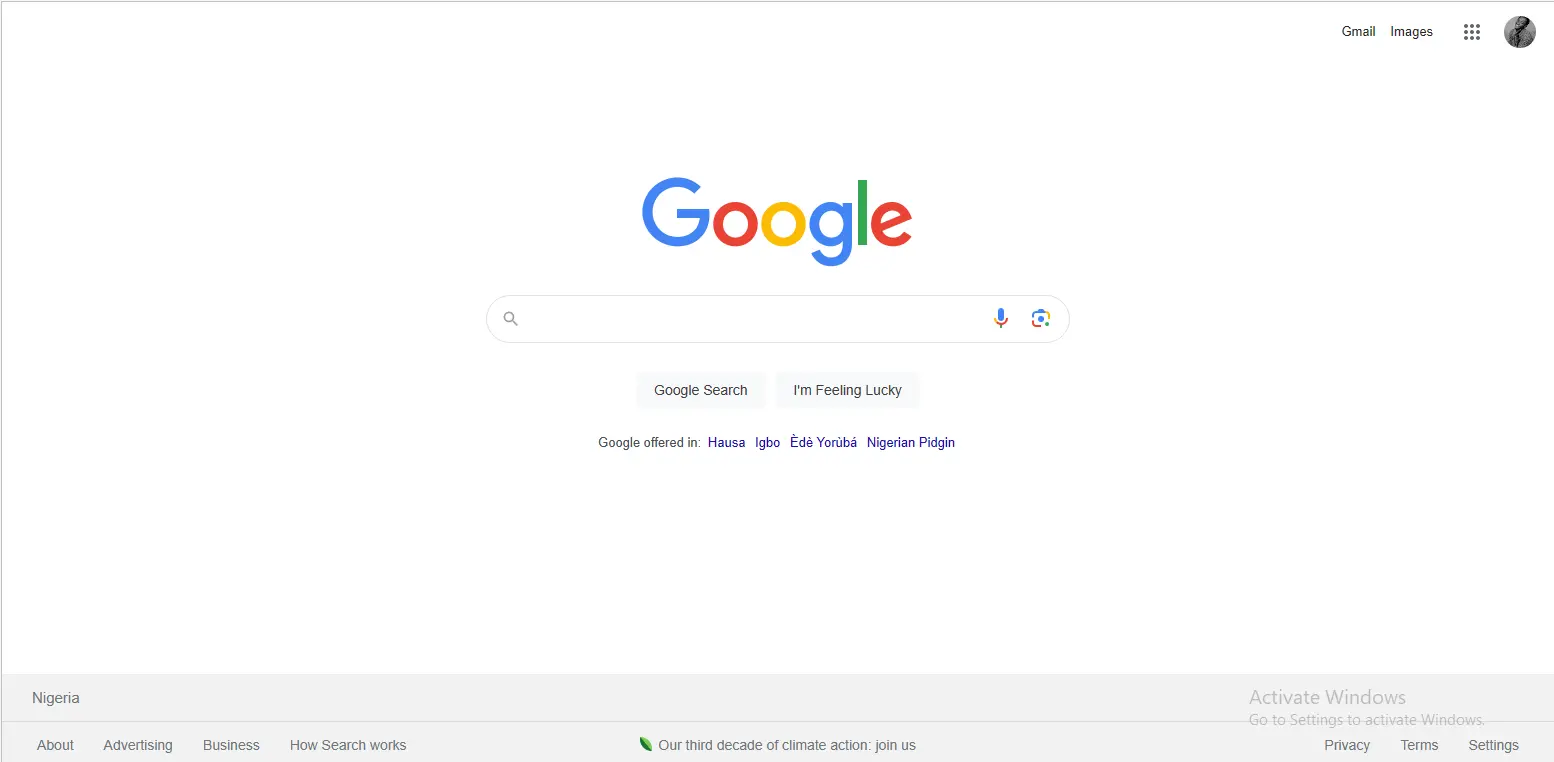 Gmail Images
Google
Google Search I'm Feeling Lucky
Google offered in: Hausa Igbo Èdè Yorùbá Nigerian Pidgin
Nigeria
Activate Windows
Go to Settings to activate Windows.
About Advertising Business How Search works Our third decade of climate action: join us Privacy Terms Settings